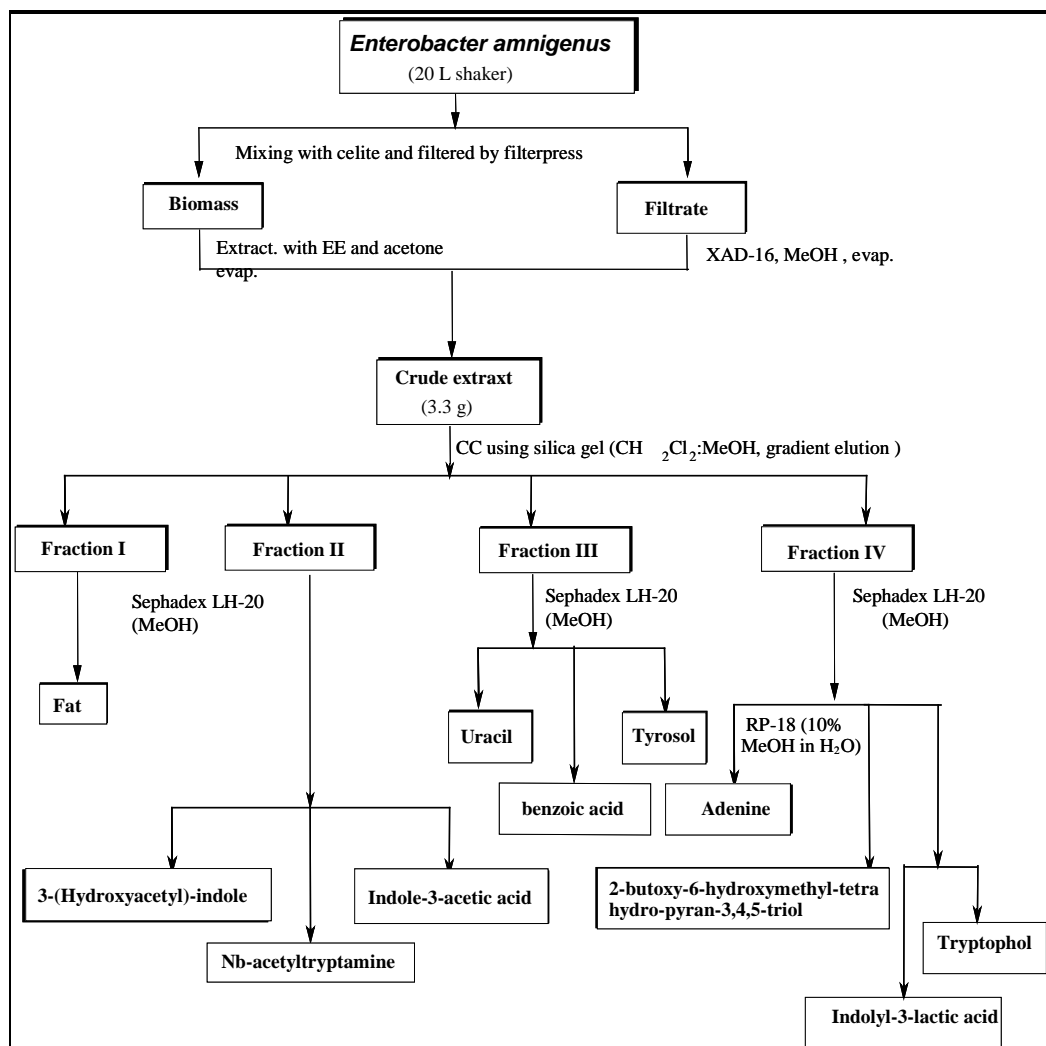 Enterobacter amnigenus
(20 L shaker)
Mixing with celite and filtered by filterpress
Biomass
Filtrate
Extract. with EE and acetone
evap.
XAD-16, MeOH , evap.
Crude extraxt
(3.3 g)
CC using silica gel (CH 2Cl2:MeOH, gradient elution )
Fraction I
Fraction II
Fraction III
Fraction IV
Sephadex LH-20
(MeOH)
Sephadex LH-20
(MeOH)
Sephadex LH-20
(MeOH)
Fat
Uracil
Tyrosol
RP-18 (10%
MeOH in H₂O)
benzoic acid
Adenine
3-(Hydroxyacetyl)-indole
Indole-3-acetic acid
2-butoxy-6-hydroxymethyl-tetra
hydro-pyran-3,4,5-triol
Nb-acetyltryptamine
Tryptophol
Indolyl-3-lactic acid